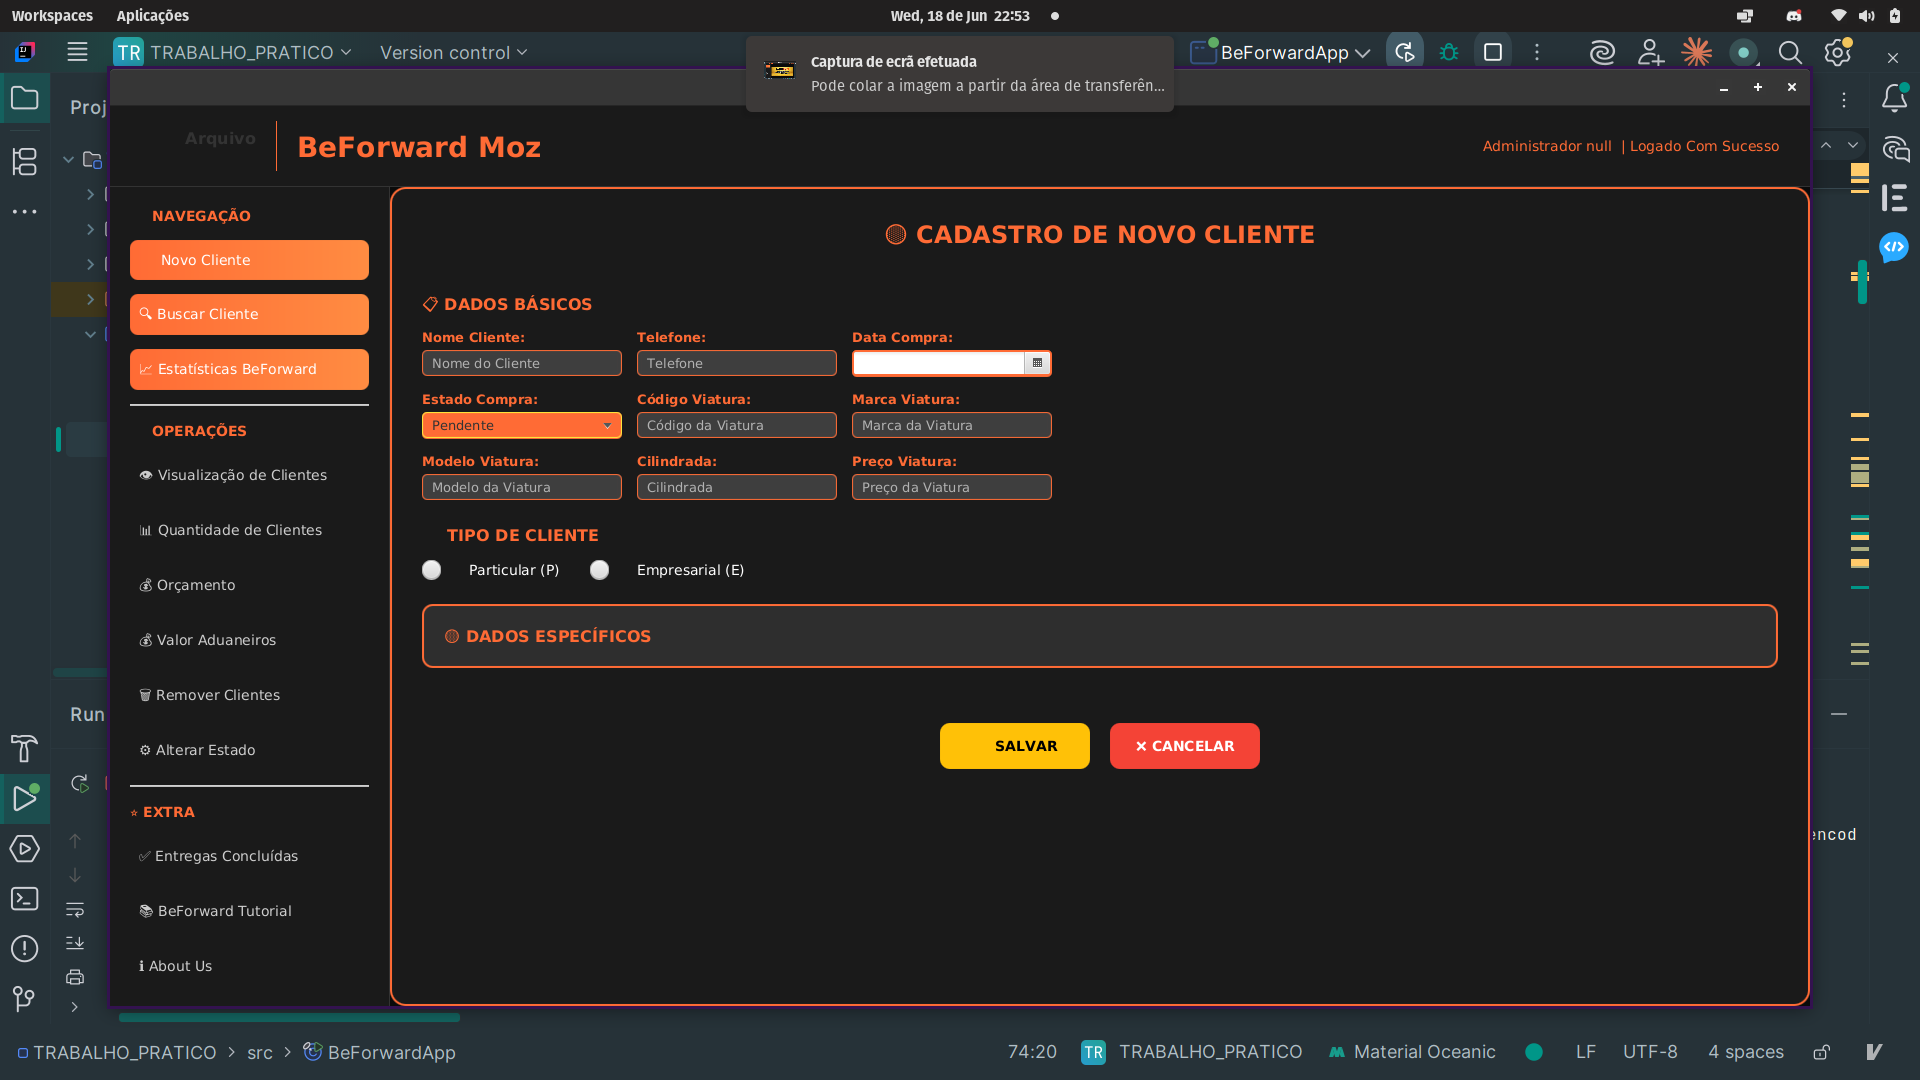 Workspaces Aplicações Wed, 18 de Jun 22:53
TR TRABALHO_PRATICO Version control BeForwardApp
Captura de ecrã efetuada
Pode colar a imagem a partir da área de transferên...
Proj
Arquivo BeForward Moz Administrador null | Logado Com Sucesso
NAVEGAÇÃO
Novo Cliente
Buscar Cliente
Estatísticas BeForward
OPERAÇÕES
Visualização de Clientes
Quantidade de Clientes
Orçamento
Valor Aduaneiros
Remover Clientes
Alterar Estado
EXTRA
Entregas Concluídas
BeForward Tutorial
About Us
CADASTRO DE NOVO CLIENTE
DADOS BÁSICOS
Nome Cliente: Telefone: Data Compra:
Nome do Cliente Telefone
Estado Compra: Código Viatura: Marca Viatura:
Pendente Código da Viatura Marca da Viatura
Modelo Viatura: Cilindrada: Preço Viatura:
Modelo da Viatura Cilindrada Preço da Viatura
TIPO DE CLIENTE
Particular (P) Empresarial (E)
DADOS ESPECÍFICOS
SALVAR CANCELAR
Run
encod
TRABALHO_PRATICO > src > BeForwardApp 74:20 TR TRABALHO_PRATICO Material Oceanic LF UTF-8 4 spaces